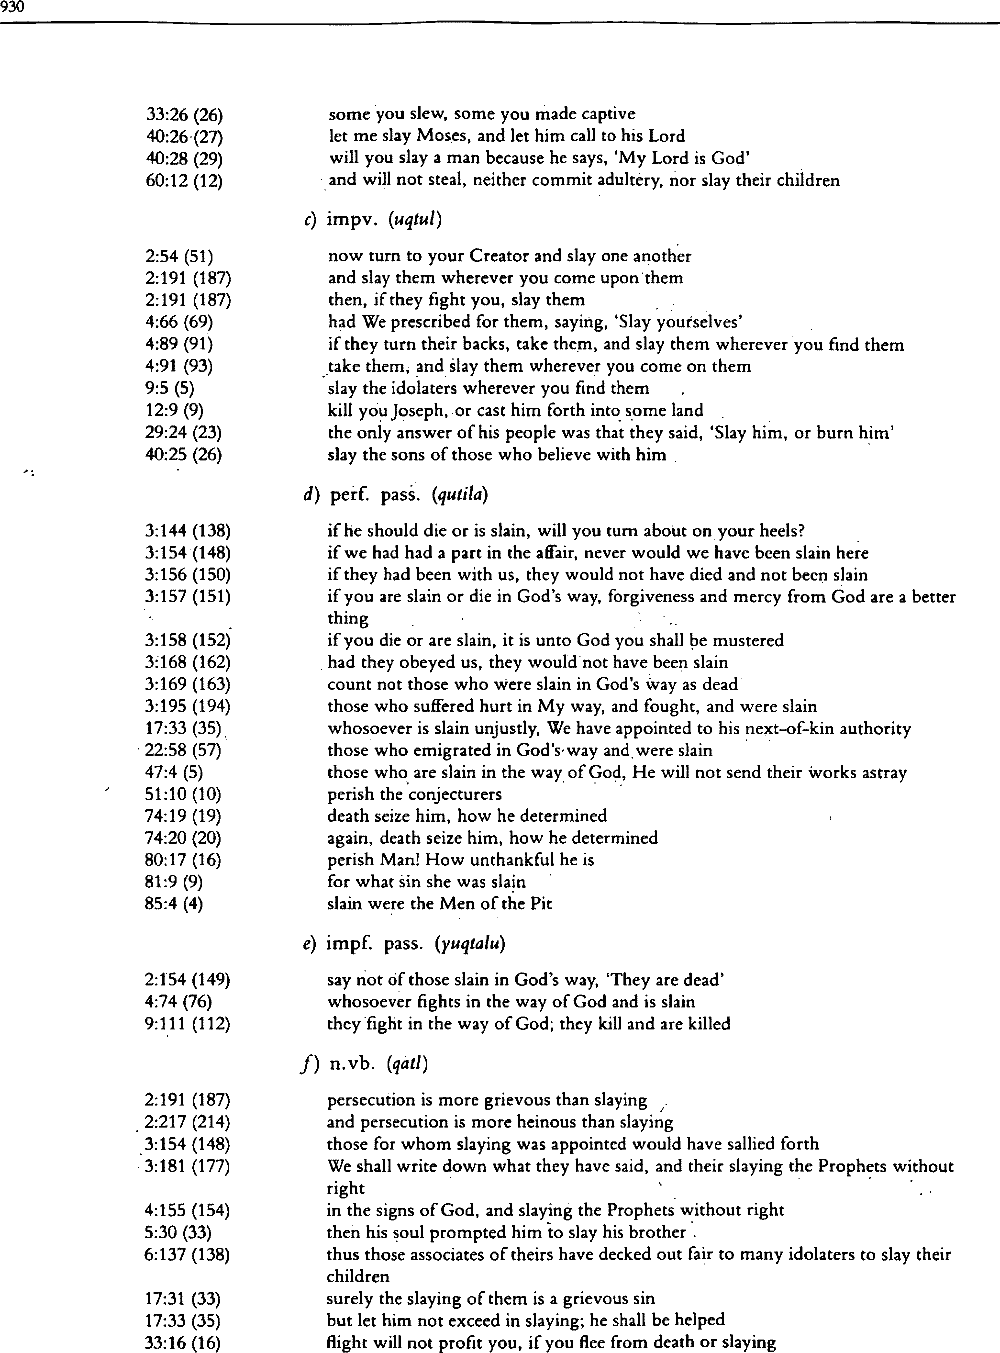 930
33:26 (26) some you slew, some you made captive
40:26 (27) let me slay Moses, and let him call to his Lord
40:28 (29) will you slay a man because he says, ‘My Lord is God’
60:12 (12) and will not steal, neither commit adultery, nor slay their children
c) impv. (uqtul)
2:54 (51) now turn to your Creator and slay one another
2:191 (187) and slay them wherever you come upon them
2:191 (187) then, if they fight you, slay them
4:66 (69) had We prescribed for them, saying, ‘Slay yourselves’
4:89 (91) if they turn their backs, take them, and slay them wherever you find them
4:91 (93) take them, and slay them wherever you come on them
9:5 (5) slay the idolaters wherever you find them
12:9 (9) kill you Joseph, or cast him forth into some land
29:24 (23) the only answer of his people was that they said, ‘Slay him, or burn him’
40:25 (26) slay the sons of those who believe with him
d) perf. pass. (qutila)
3:144 (138) if he should die or is slain, will you turn about on your heels?
3:154 (148) if we had had a part in the affair, never would we have been slain here
3:156 (150) if they had been with us, they would not have died and not been slain
3:157 (151) if you are slain or die in God's way, forgiveness and mercy from God are a better
thing
3:158 (152) if you die or are slain, it is unto God you shall be mustered
3:168 (162) had they obeyed us, they would not have been slain
3:169 (163) count not those who were slain in God's way as dead
3:195 (194) those who suffered hurt in My way, and fought, and were slain
17:33 (35) whosoever is slain unjustly, We have appointed to his next-of-kin authority
22:58 (57) those who emigrated in God's way and were slain
47:4 (5) those who are slain in the way of God, He will not send their works astray
51:10 (10) perish the conjecturers
74:19 (19) death seize him, how he determined
74:20 (20) again, death seize him, how he determined
80:17 (16) perish Man! How unthankful he is
81:9 (9) for what sin she was slain
85:4 (4) slain were the Men of the Pit
e) impf. pass. (yuqtalu)
2:154 (149) say not of those slain in God's way, ‘They are dead’
4:74 (76) whosoever fights in the way of God and is slain
9:111 (112) they fight in the way of God; they kill and are killed
f) n.vb. (qatl)
2:191 (187) persecution is more grievous than slaying
2:217 (214) and persecution is more heinous than slaying
3:154 (148) those for whom slaying was appointed would have sallied forth
3:181 (177) We shall write down what they have said, and their slaying the Prophets without
right
4:155 (154) in the signs of God, and slaying the Prophets without right
5:30 (33) then his soul prompted him to slay his brother
6:137 (138) thus those associates of theirs have decked out fair to many idolaters to slay their
children
17:31 (33) surely the slaying of them is a grievous sin
17:33 (35) but let him not exceed in slaying; he shall be helped
33:16 (16) flight will not profit you, if you flee from death or slaying